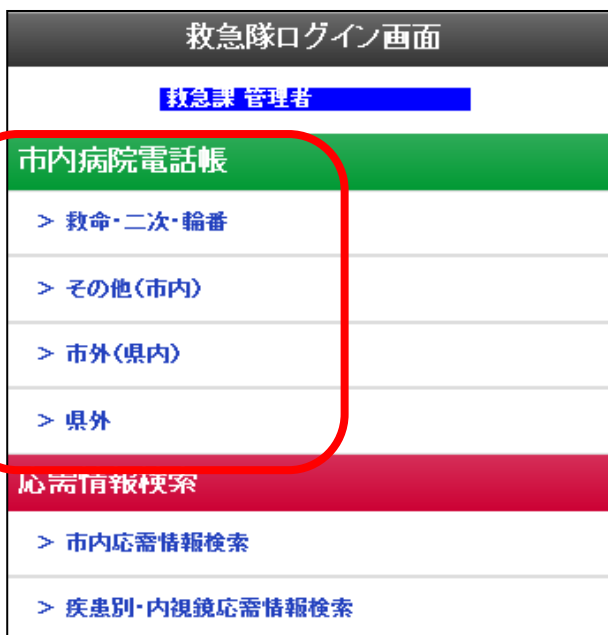 救急隊ログイン画面
救急課 管理者
市内病院電話帳
> 救命・二次・輪番
> その他(市内)
> 市外(県内)
> 県外
応需情報検索
> 市内応需情報検索
> 疾患別・内視鏡応需情報検索